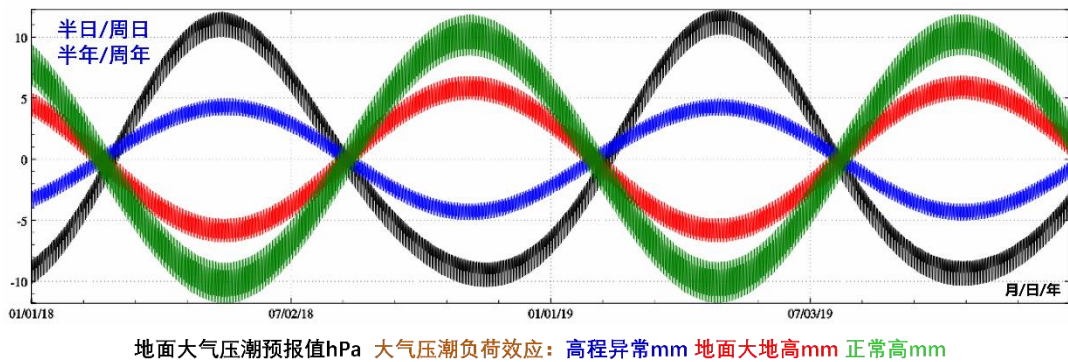 半日/周日
半年/周年
10
5
0
-5
-10
月/日/年
01/01/18 07/02/18 01/01/19 07/03/19
地面大气压潮预报值hPa 大气压潮负荷效应：高程异常mm 地面大地高mm 正常高mm